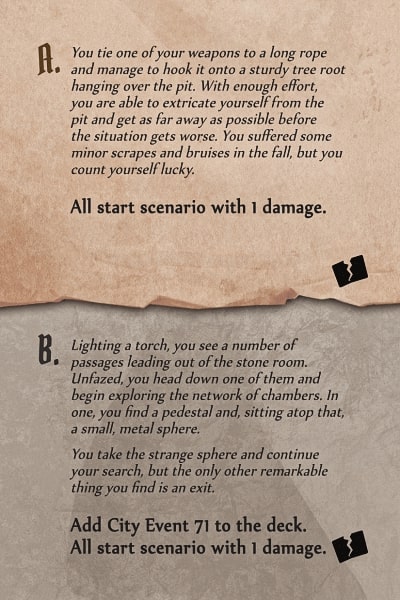 A.
You tie one of your weapons to a long rope
and manage to hook it onto a sturdy tree root
hanging over the pit. With enough effort,
you are able to extricate yourself from the
pit and get as far away as possible before
the situation gets worse. You suffered some
minor scrapes and bruises in the fall, but you
count yourself lucky.
All start scenario with 1 damage.
B.
Lighting a torch, you see a number of
passages leading out of the stone room.
Unfazed, you head down one of them and
begin exploring the network of chambers. In
one, you find a pedestal and, sitting atop that,
a small, metal sphere.
You take the strange sphere and continue
your search, but the only other remarkable
thing you find is an exit.
Add City Event 71 to the deck.
All start scenario with 1 damage.